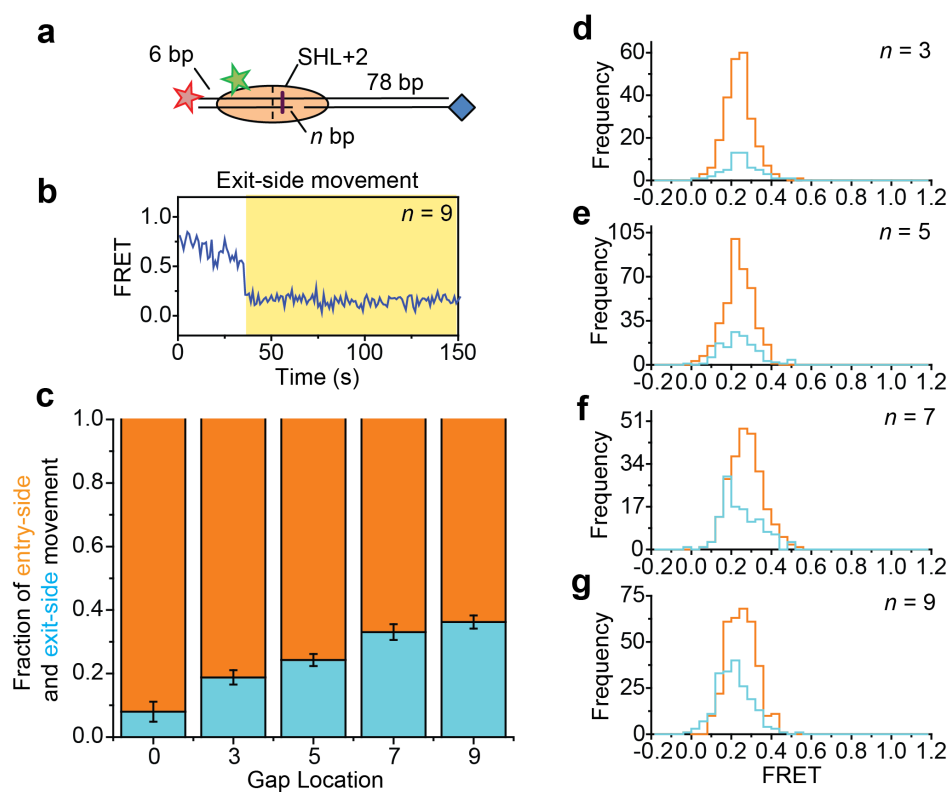 a
6 bp
SHL+2
78 bp
n bp
b
Exit-side movement
n = 9
FRET
1.0
0.5
0.0
0
50
100
150
Time (s)
c
Fraction of entry-side
and exit-side movement
1.0
0.8
0.6
0.4
0.2
0.0
0
3
5
7
9
Gap Location
d
n = 3
Frequency
60
40
20
0
-0.2 0.0 0.2 0.4 0.6 0.8 1.0 1.2
e
n = 5
Frequency
105
70
35
0
-0.2 0.0 0.2 0.4 0.6 0.8 1.0 1.2
f
n = 7
Frequency
51
34
17
0
-0.2 0.0 0.2 0.4 0.6 0.8 1.0 1.2
g
n = 9
Frequency
75
50
25
0
-0.2 0.0 0.2 0.4 0.6 0.8 1.0 1.2
FRET